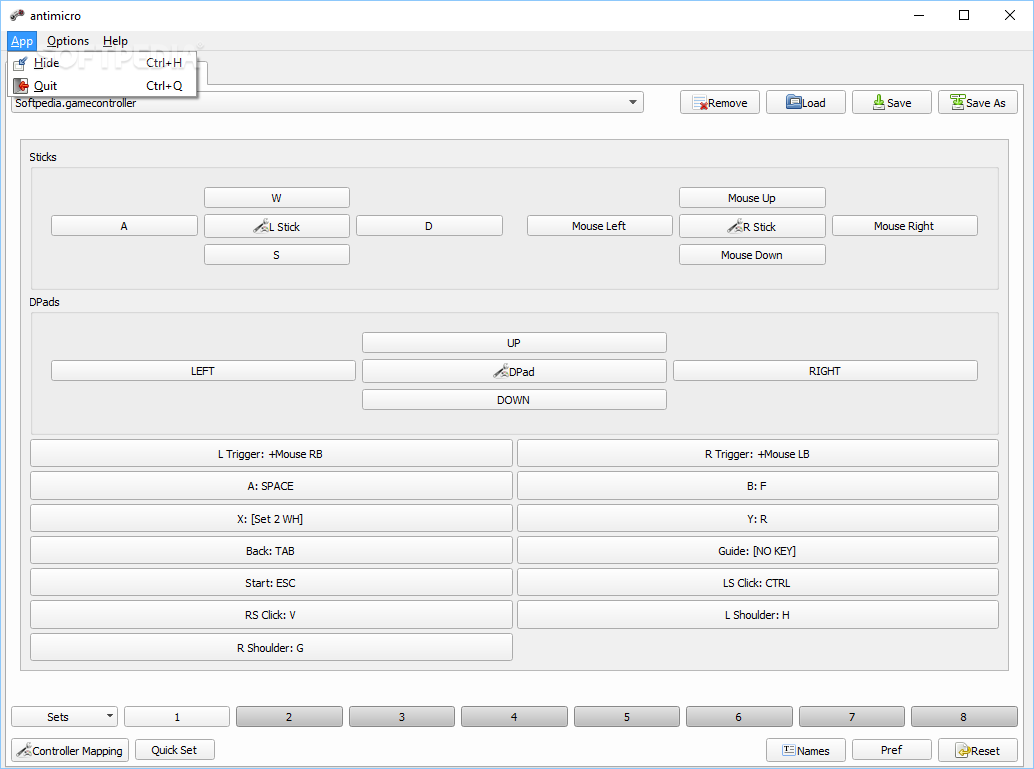 antimicro
App Options Help
SOFTPEDIA
Hide Ctrl+H
Quit Ctrl+Q
Softpedia.gamecontroller
Remove Load Save Save As
Sticks
W Mouse Up
A L Stick D Mouse Left R Stick Mouse Right
S Mouse Down
DPads
UP
LEFT DPad RIGHT
DOWN
L Trigger: +Mouse RB R Trigger: +Mouse LB
A: SPACE B: F
X: [Set 2 WH] Y: R
Back: TAB Guide: [NO KEY]
Start: ESC LS Click: CTRL
RS Click: V L Shoulder: H
R Shoulder: G
Sets 1 2 3 4 5 6 7 8
Controller Mapping Quick Set Names Pref Reset